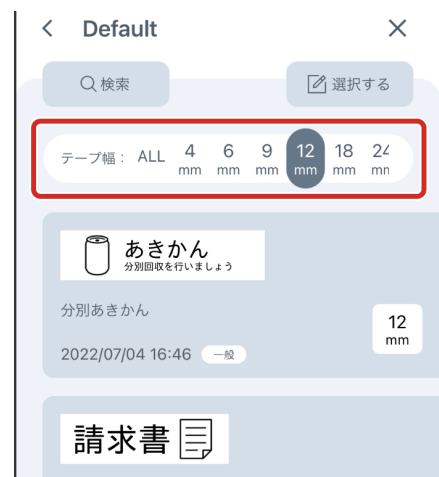 Default
検索
選択する
テープ幅： ALL 4 mm 6 mm 9 mm 12 mm 18 mm
あきかん
分別回収を行いましょう
分別あきかん
12
mm
2022/07/04 16:46 一般
請求書